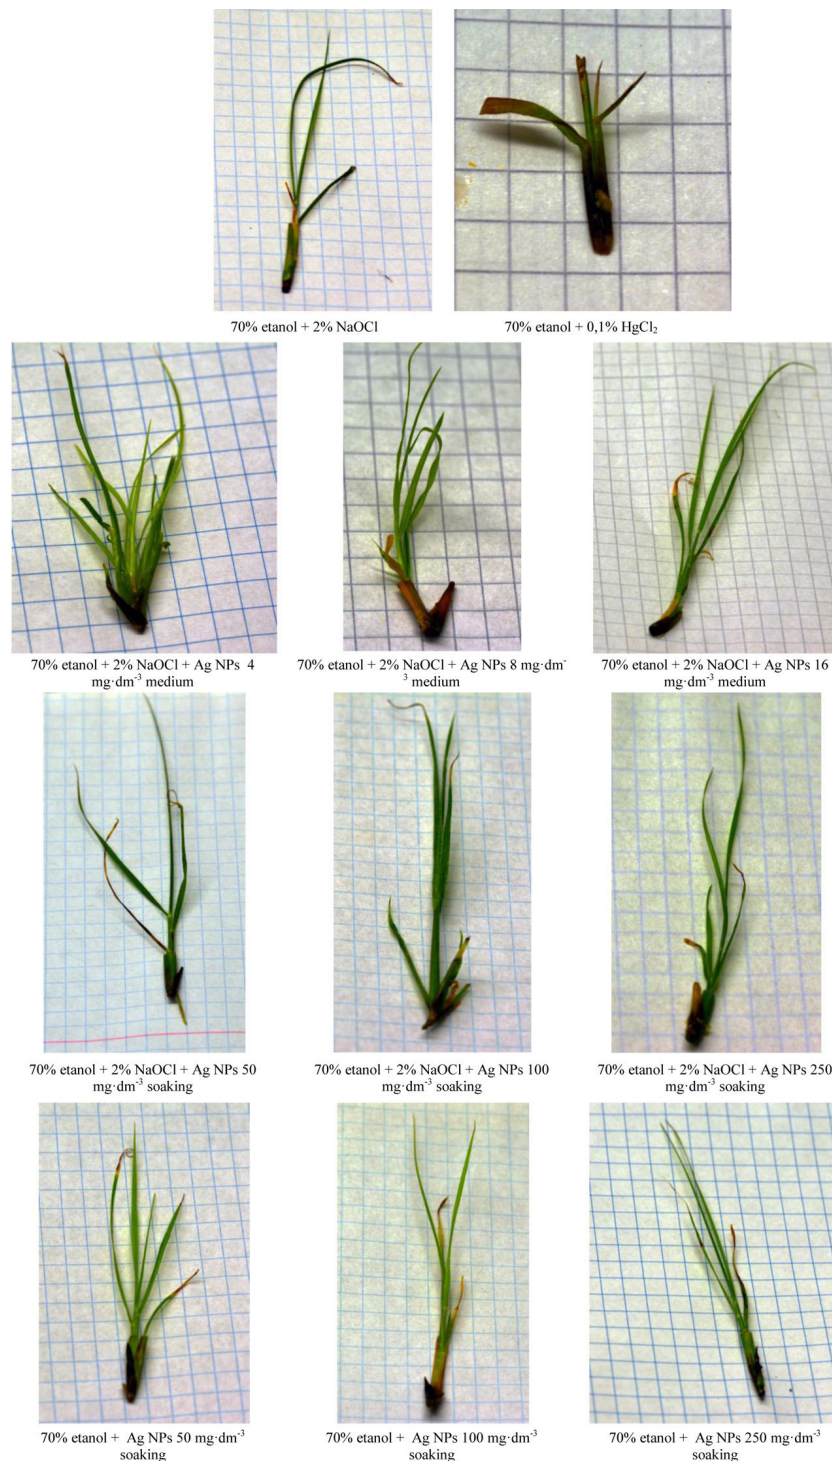 70% etanol + 2% NaOCl
70% etanol + 0,1% HgCl₂
70% etanol + 2% NaOCl + Ag NPs 4
mg·dm⁻³ medium
70% etanol + 2% NaOCl + Ag NPs 8 mg·dm⁻
³ medium
70% etanol + 2% NaOCl + Ag NPs 16
mg·dm⁻³ medium
70% etanol + 2% NaOCl + Ag NPs 50
mg·dm⁻³ soaking
70% etanol + 2% NaOCl + Ag NPs 100
mg·dm⁻³ soaking
70% etanol + 2% NaOCl + Ag NPs 250
mg·dm⁻³ soaking
70% etanol + Ag NPs 50 mg·dm⁻³
soaking
70% etanol + Ag NPs 100 mg·dm⁻³
soaking
70% etanol + Ag NPs 250 mg·dm⁻³
soaking